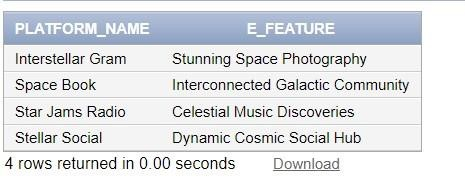 PLATFORM_NAME E_FEATURE
Interstellar Gram Stunning Space Photography
Space Book Interconnected Galactic Community
Star Jams Radio Celestial Music Discoveries
Stellar Social Dynamic Cosmic Social Hub
4 rows returned in 0.00 seconds Download